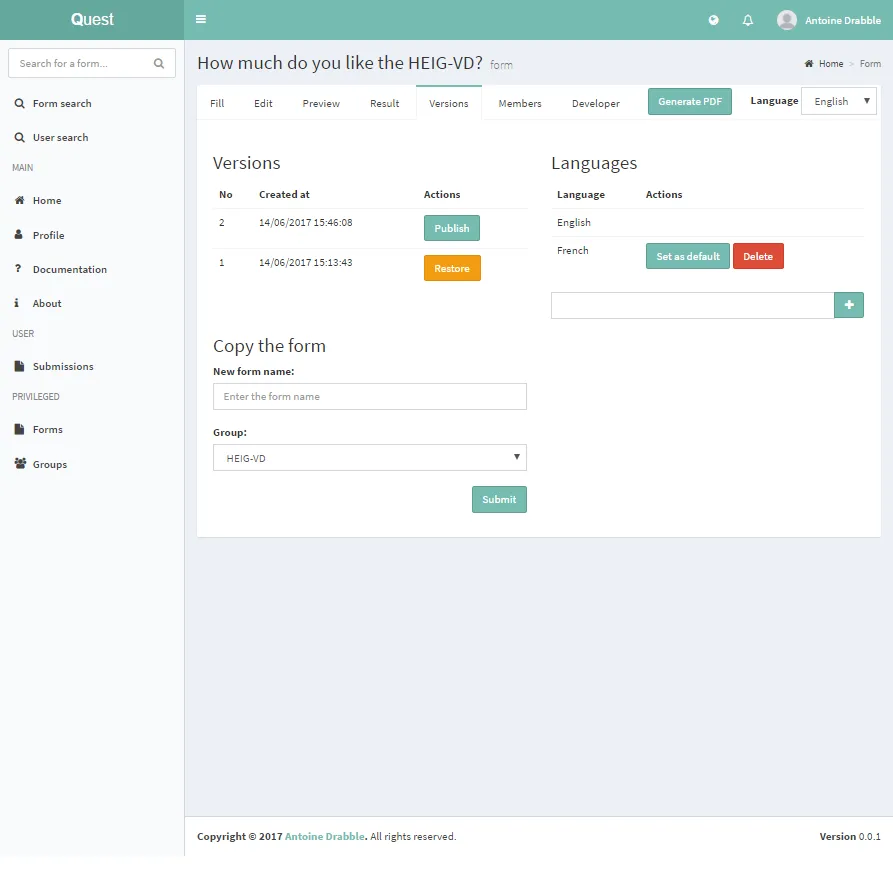 Quest
Antoine Drabble
Search for a form...
Form search
User search
MAIN
Home
Profile
Documentation
About
USER
Submissions
PRIVILEGED
Forms
Groups
How much do you like the HEIG-VD? form
Home > Form
Fill Edit Preview Result Versions Members Developer Generate PDF Language English
Versions
No Created at Actions
2 14/06/2017 15:46:08 Publish
1 14/06/2017 15:13:43 Restore
Languages
Language Actions
English
French Set as default Delete
Copy the form
New form name:
Enter the form name
Group:
HEIG-VD
Submit
Copyright © 2017 Antoine Drabble. All rights reserved.
Version 0.0.1